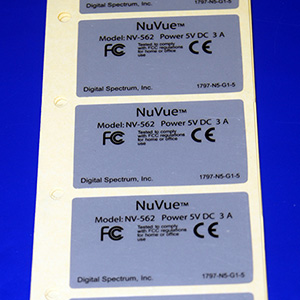 Digital Spectrum, Inc. 1797-N5-G1-5
NuVue™
Model: NV-562 Power 5V DC 3 A
FC Tested to comply with FCC regulations for home or office use CE
Digital Spectrum, Inc. 1797-N5-G1-5
NuVue™
Model: NV-562 Power 5V DC 3 A
FC Tested to comply with FCC regulations for home or office use CE
Digital Spectrum, Inc. 1797-N5-G1-5
NuVue™
Model: NV-562 Power 5V DC 3 A
FC Tested to comply with FCC regulations for home or office use CE
Digital Spectrum, Inc. 1797-N5-G1-5